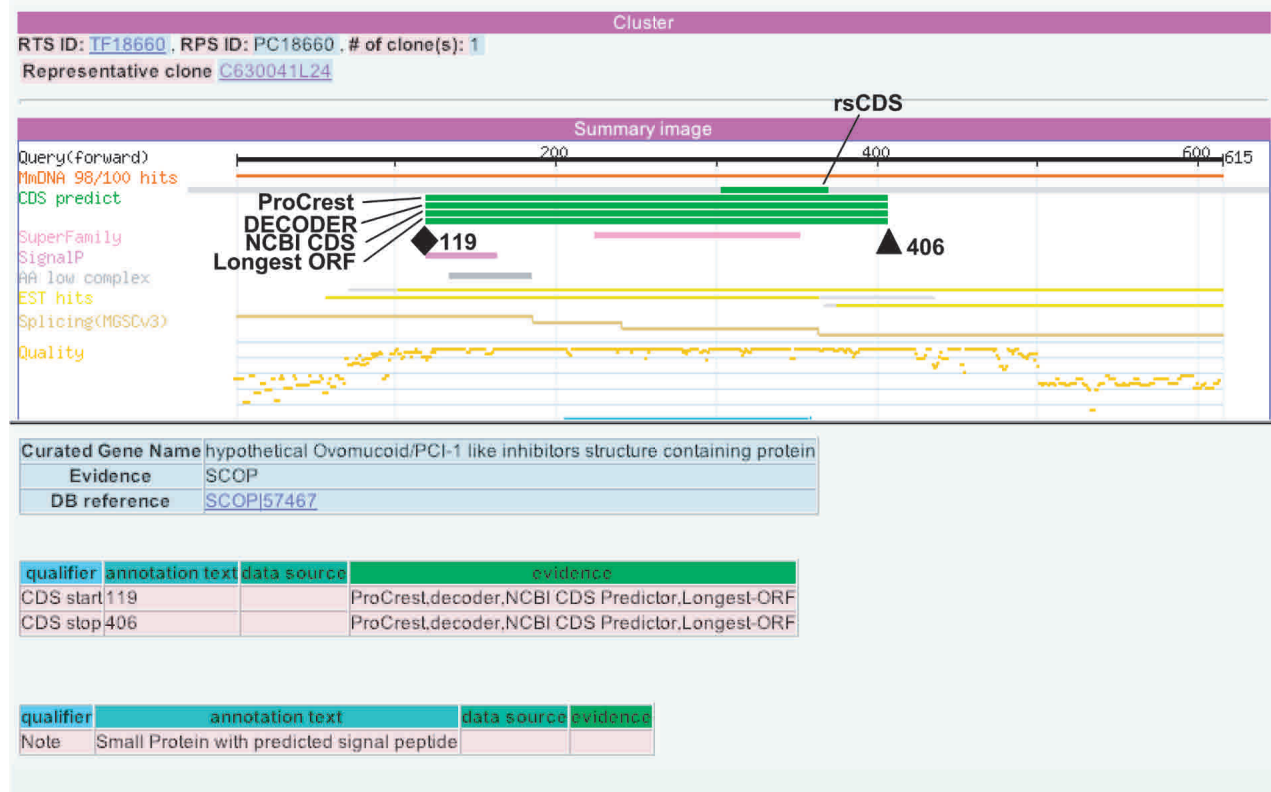 Cluster
RTS ID: TF18660 , RPS ID: PC18660 , # of clone(s): 1
Representative clone C630041L24
rsCDS
Summary image
Query(forward) 200 400 600 615
MmDNA 98/100 hits
CDS predict
ProCrest
DECODER
NCBI CDS
Longest ORF
119
406
SuperFamily
SignalP
AA low complex
EST hits
Splicing(MGSCv3)
Quality
Curated Gene Name hypothetical Ovomucoid/PCI-1 like inhibitors structure containing protein
Evidence SCOP
DB reference SCOP|57467
qualifier annotation text data source evidence
CDS start 119 ProCrest,decoder,NCBI CDS Predictor,Longest-ORF
CDS stop 406 ProCrest,decoder,NCBI CDS Predictor,Longest-ORF
qualifier annotation text data source evidence
Note Small Protein with predicted signal peptide